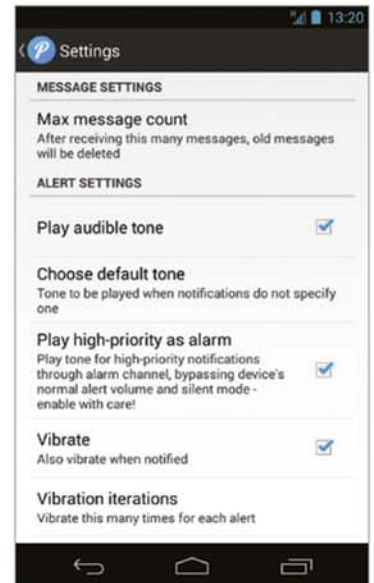 13:20
Settings
MESSAGE SETTINGS
Max message count
After receiving this many messages, old messages
will be deleted
ALERT SETTINGS
Play audible tone
Choose default tone
Tone to be played when notifications do not specify
one
Play high-priority as alarm
Play tone for high-priority notifications
through alarm channel, bypassing device's
normal alert volume and silent mode -
enable with care!
Vibrate
Also vibrate when notified
Vibration iterations
Vibrate this many times for each alert